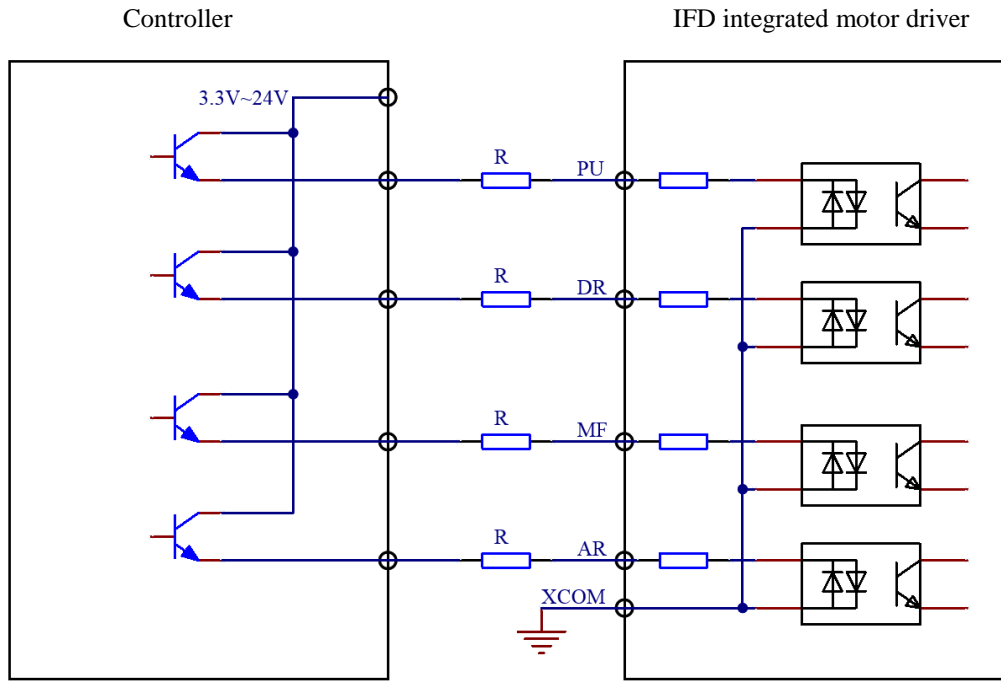 Controller
IFD integrated motor driver
3.3V~24V
R
PU
R
DR
R
MF
R
AR
XCOM